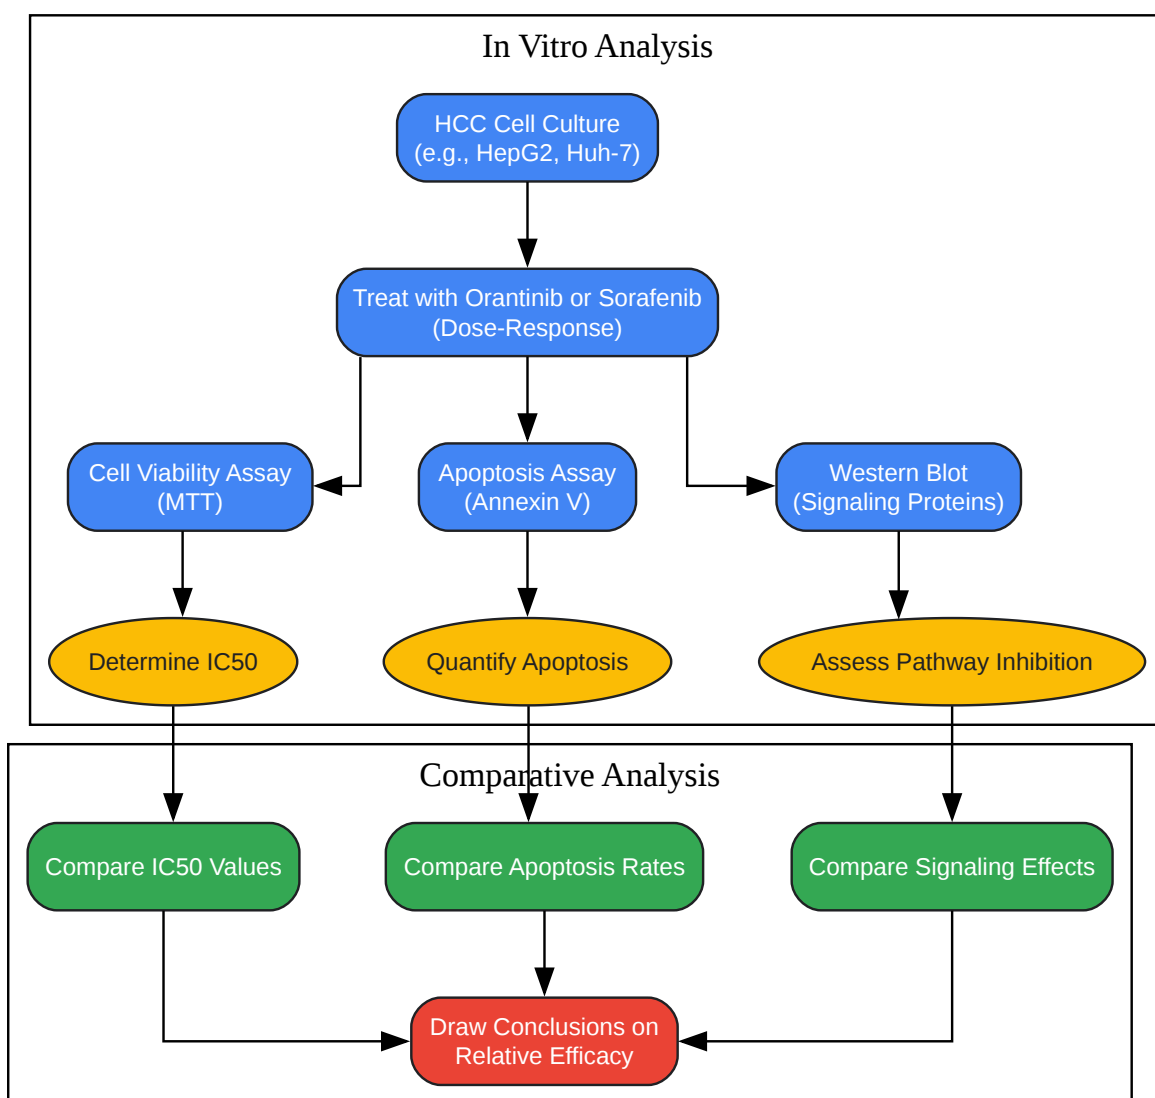 In Vitro Analysis
HCC Cell Culture
(e.g., HepG2, Huh-7)
Treat with Orantinib or Sorafenib
(Dose-Response)
Cell Viability Assay
(MTT)
Apoptosis Assay
(Annexin V)
Western Blot
(Signaling Proteins)
Determine IC50
Quantify Apoptosis
Assess Pathway Inhibition
Comparative Analysis
Compare IC50 Values
Compare Apoptosis Rates
Compare Signaling Effects
Draw Conclusions on
Relative Efficacy